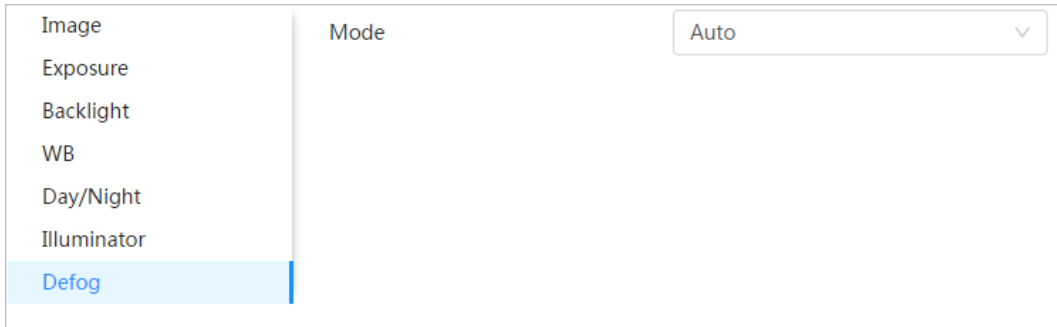 Image
Mode
Auto
Exposure
Backlight
WB
Day/Night
Illuminator
Defog